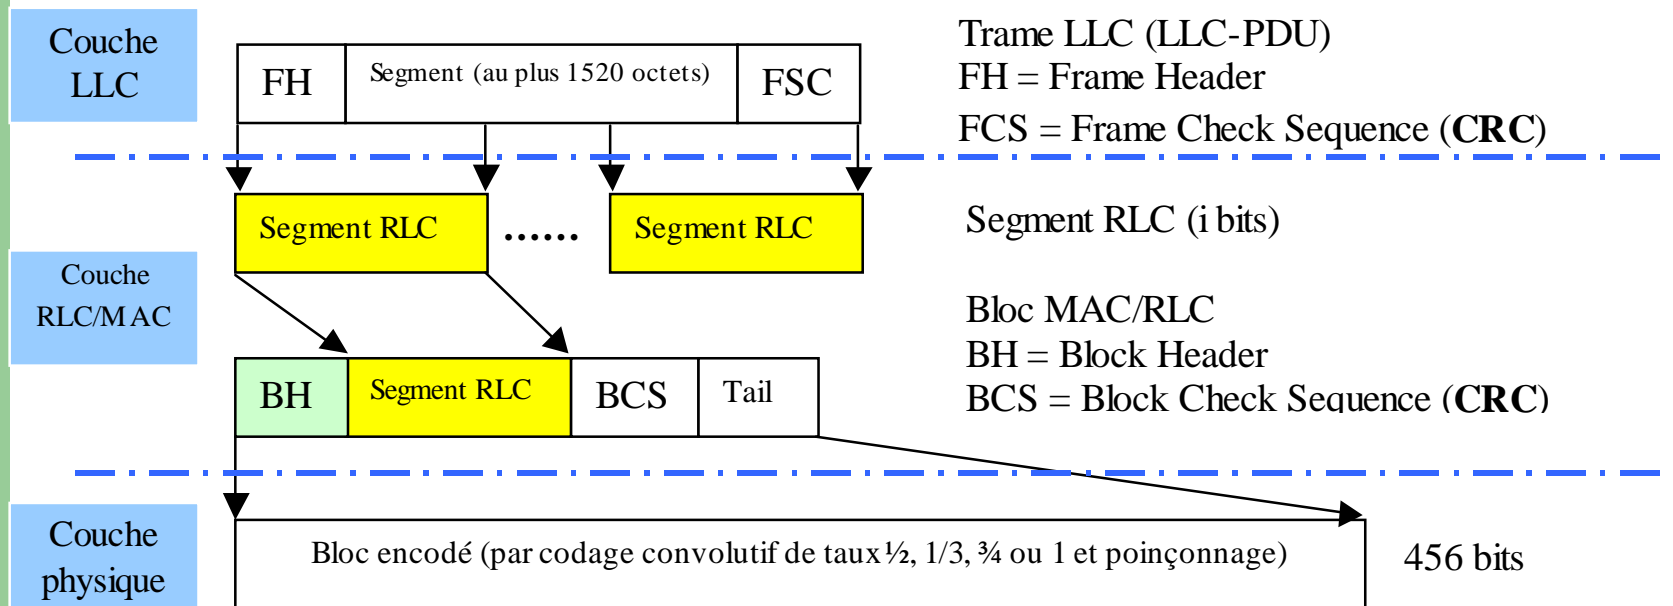 Couche
LLC
FH
Segment (au plus 1520 octets)
FSC
Trame LLC (LLC-PDU)
FH = Frame Header
FCS = Frame Check Sequence (CRC)
Segment RLC
......
Segment RLC
Segment RLC (i bits)
Couche
RLC/MAC
Bloc MAC/RLC
BH = Block Header
BCS = Block Check Sequence (CRC)
BH
Segment RLC
BCS
Tail
Couche
physique
Bloc encodé (par codage convolutif de taux ½, 1/3, ¾ ou 1 et poinçonnage)
456 bits